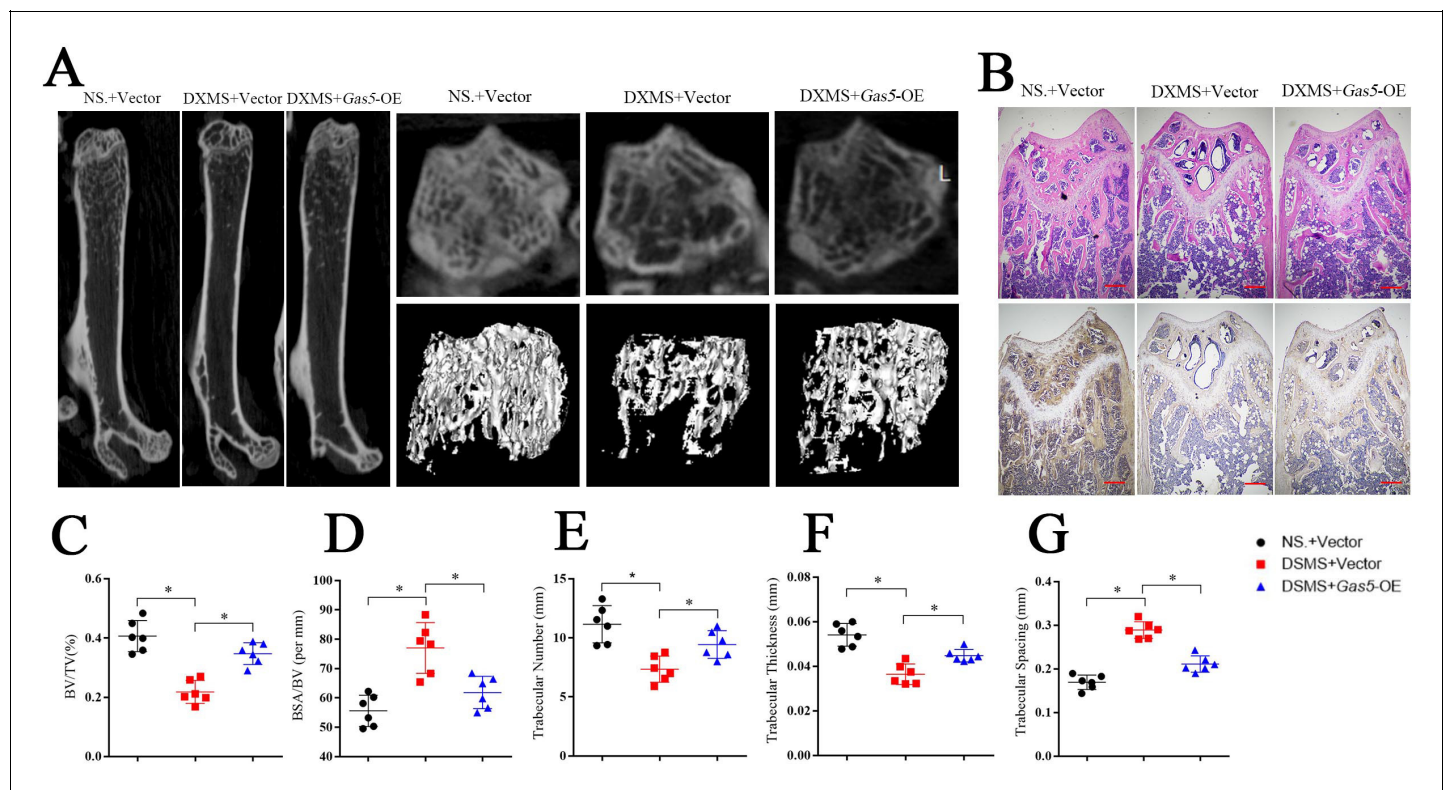 A
NS.+Vector
DXMS+Vector
DXMS+Gas5-OE
NS.+Vector
DXMS+Vector
DXMS+Gas5-OE
L
B
NS.+Vector
DXMS+Vector
DXMS+Gas5-OE
C
BV/TV(%)
0.6
0.4
0.2
0.0
*
*
D
BSA/BV (per mm)
100
90
80
70
60
50
40
*
*
E
Trabecular Number (mm)
15
10
5
0
*
*
F
Trabecular Thickness (mm)
0.08
0.06
0.04
0.02
0.00
*
*
G
Trabecular Spacing (mm)
0.4
0.3
0.2
0.1
0.0
*
*
NS.+Vector
DSMS+Vector
DSMS+Gas5-OE